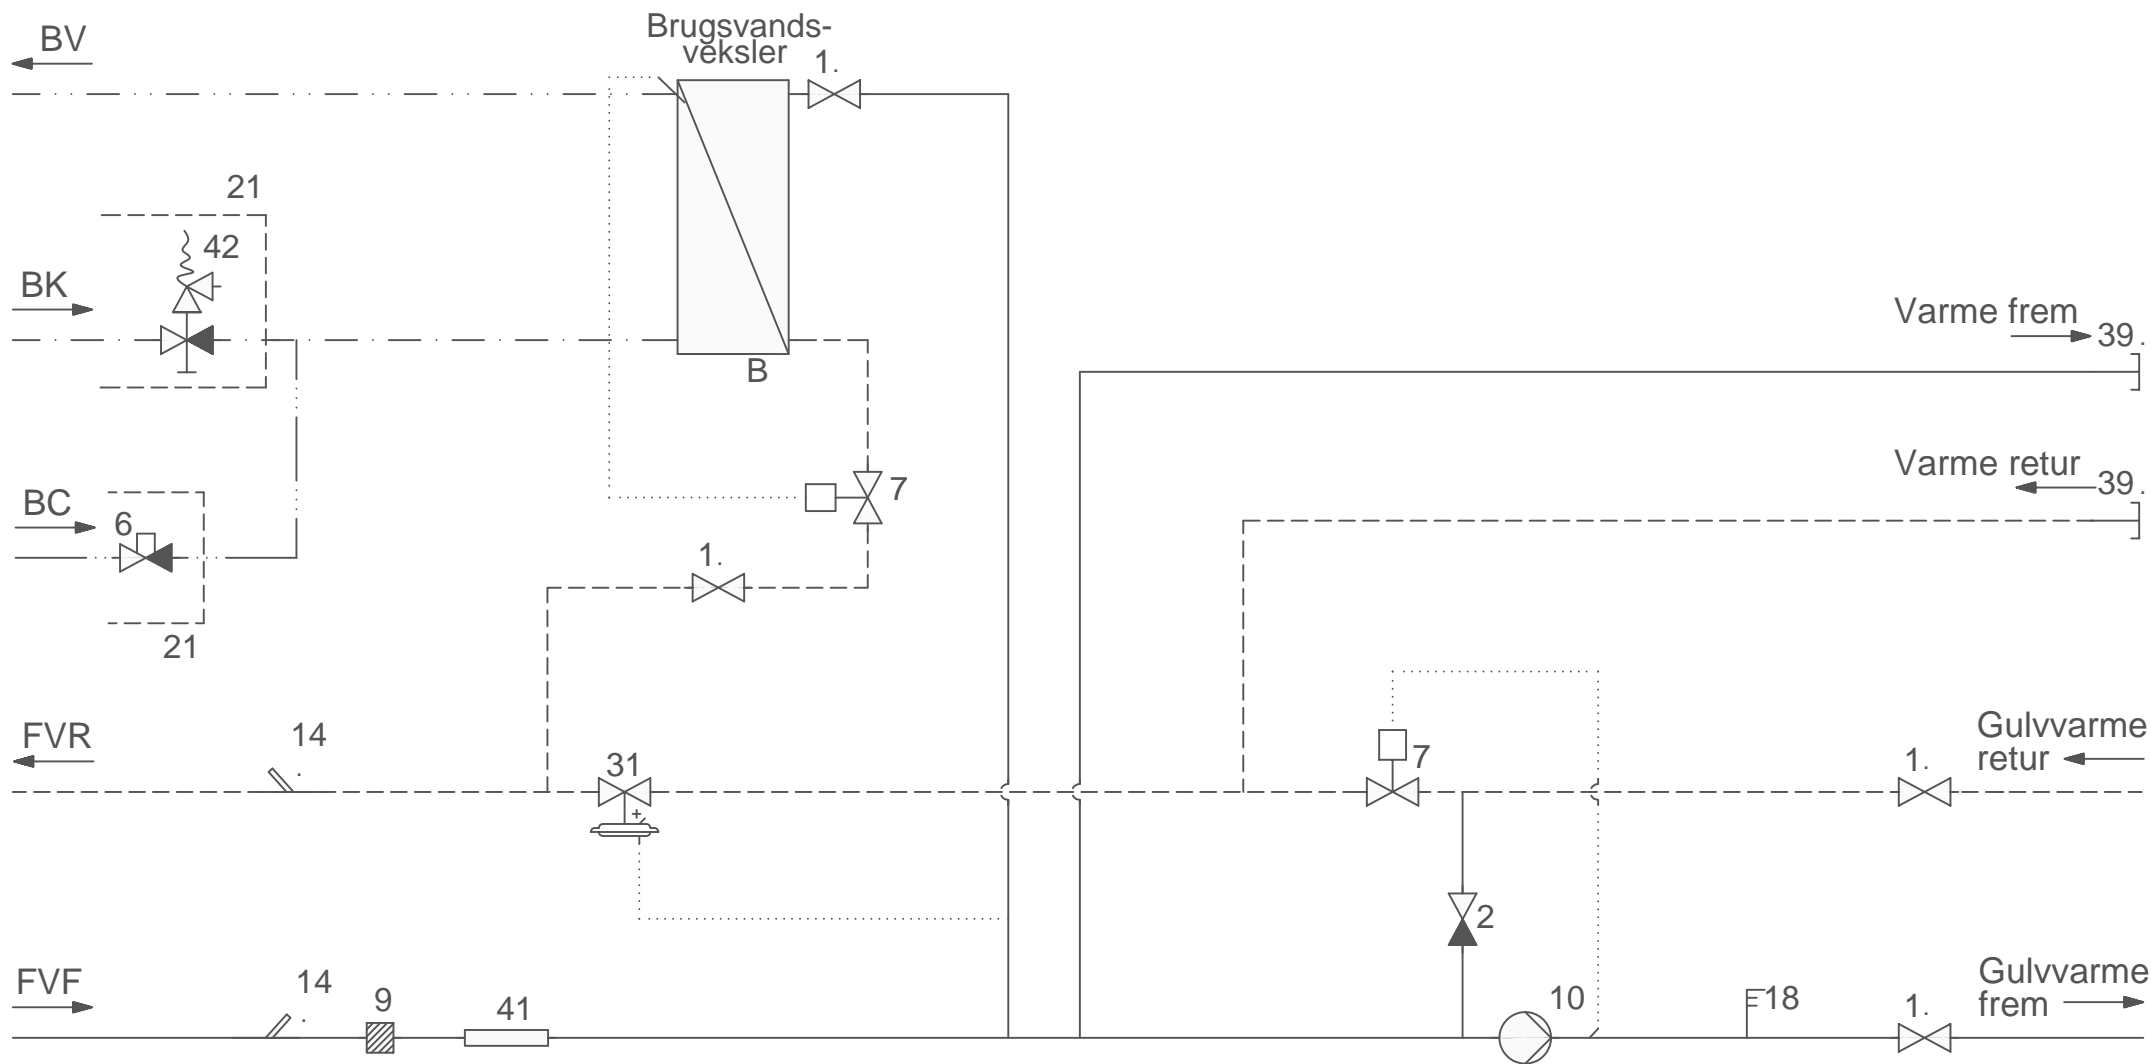 BV
Brugsvands-
veksler
1.
21
42
BK
Varme frem
39.
B
Varme retur
39.
BC
6
7
1.
21
FVR
14
.
31
7
1.
Gulvvarme
retur
+
2
FVF
14
.
9
41
10
18
1.
Gulvvarme
frem